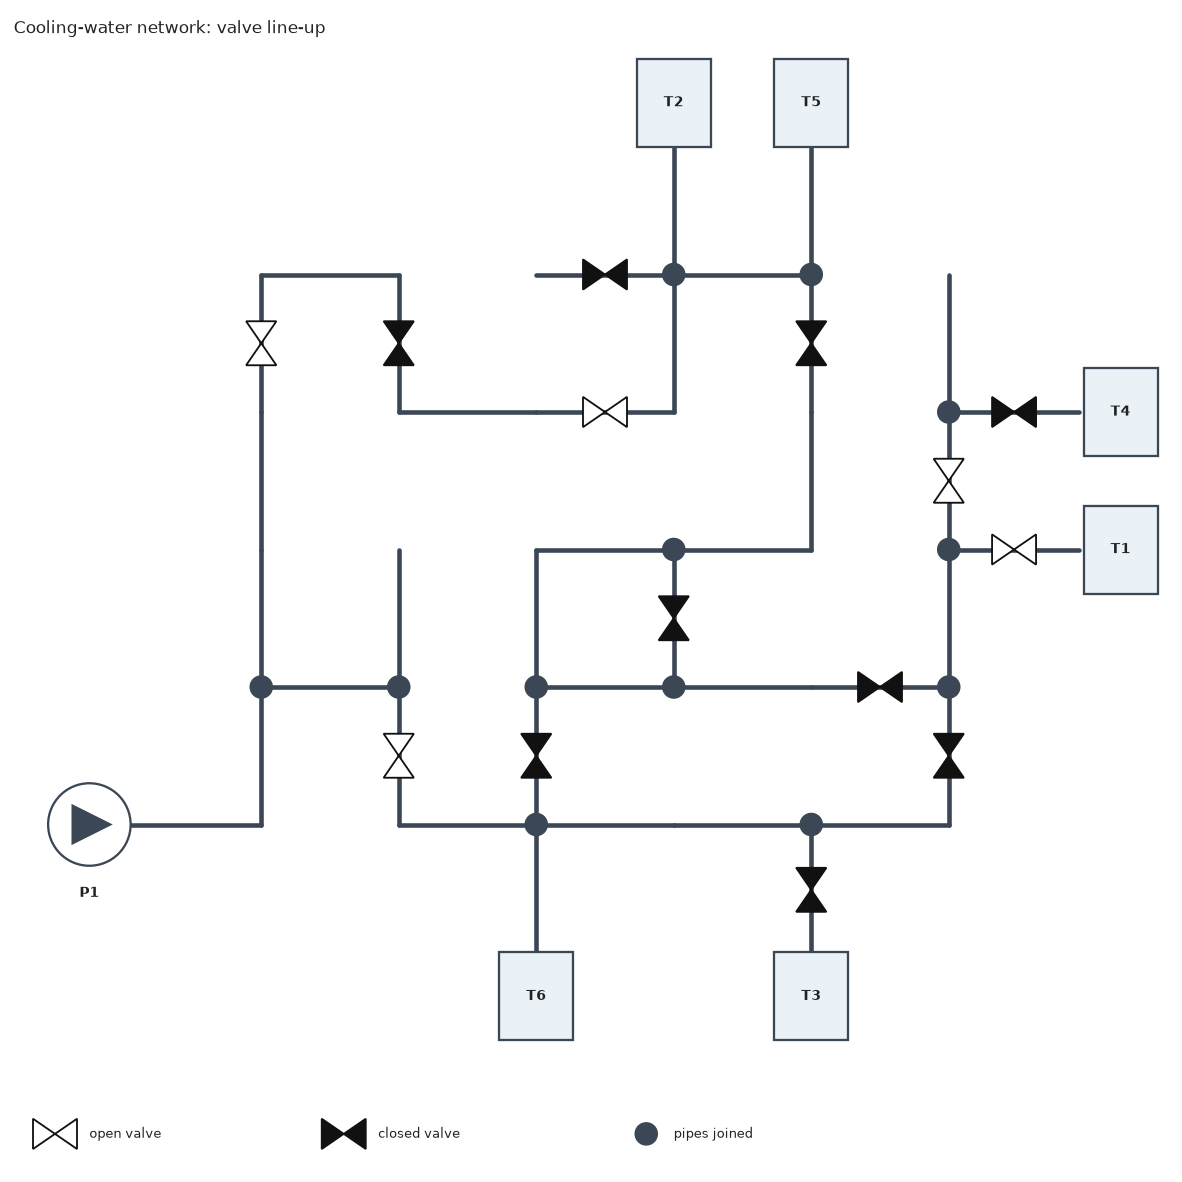 Cooling-water network: valve line-up
T2
T5
T4
T1
P1
T6
T3
open valve
closed valve
pipes joined